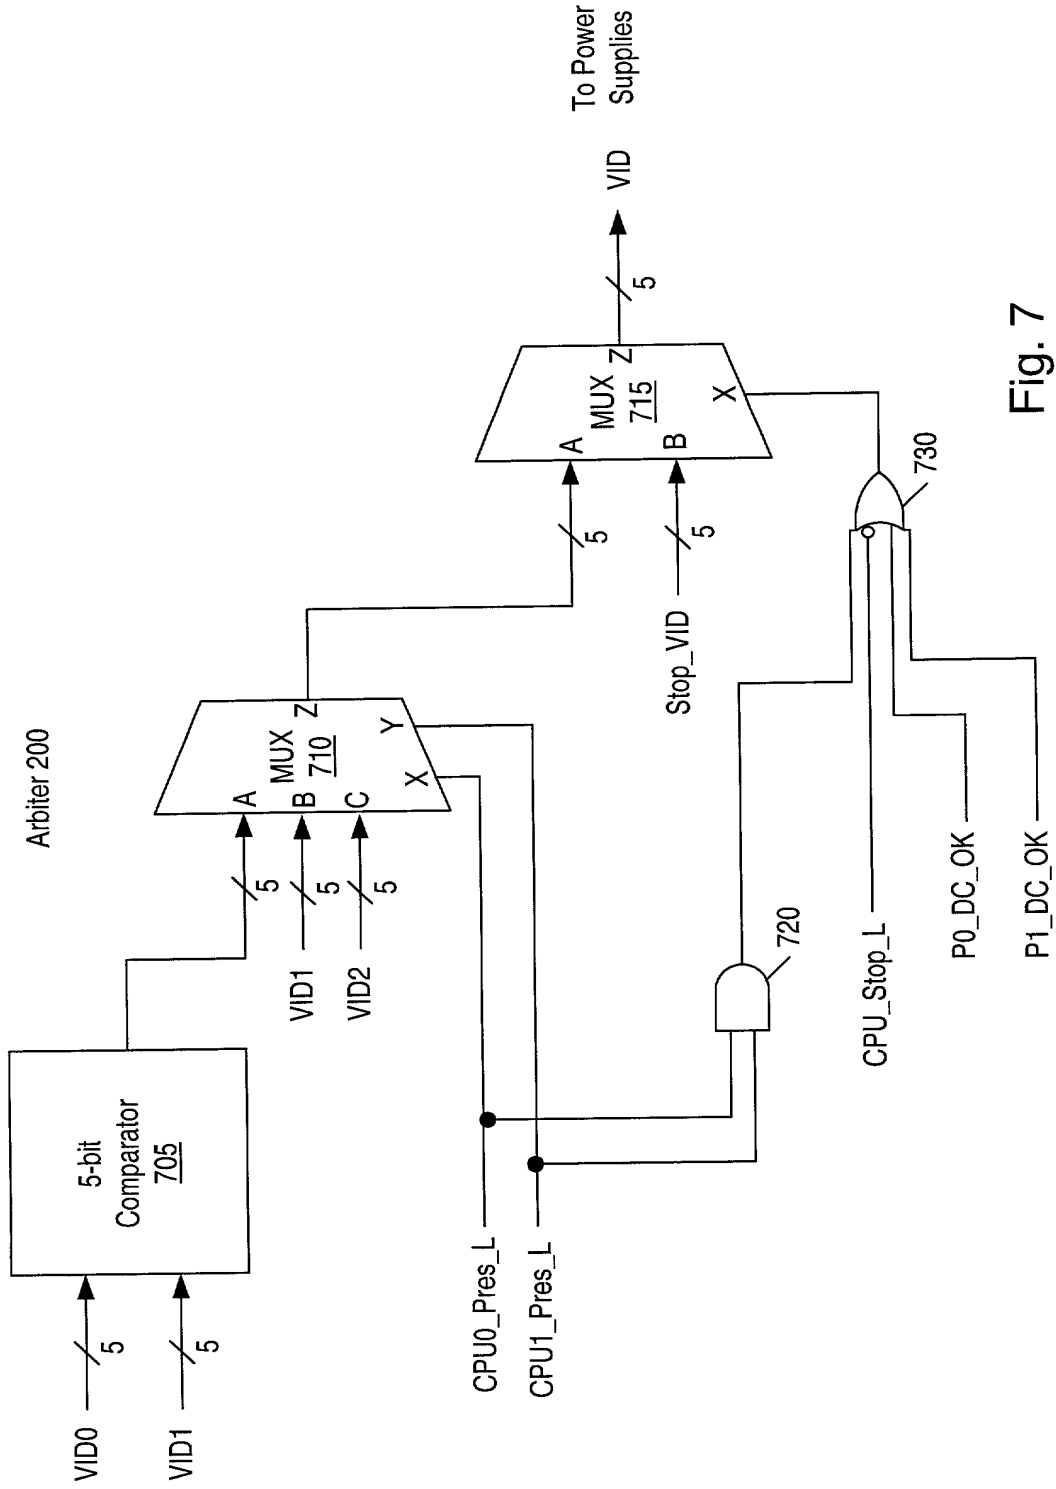 Arbiter 200
VID0
VID1
5
5
5-bit
Comparator
705
VID1
VID2
5
5
5
A
B
C
MUX
710
Z
X
Y
CPU0_Pres_L
CPU1_Pres_L
720
Stop_VID
5
5
A
B
MUX
715
Z
X
5
VID
To Power
Supplies
CPU_Stop_L
P0_DC_OK
P1_DC_OK
730
Fig. 7